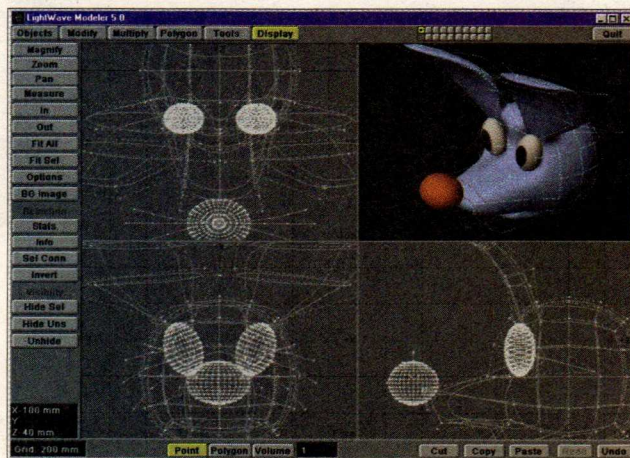 LightWave Modeler 5.0
Objects Modify Multiply Polygon Tools Display Quit
Magnify
Zoom
Pan
Measure
In
Out
Fit All
Fit Sel
Options
BG Image
Stats
Info
Sel Conn
Invert
Visibility
Hide Sel
Hide Uns
Unhide
X: 100 mm
Y:
Z: 40 mm
Grid: 200 mm Point Polygon Volume 1 Cut Copy Paste Redo Undo